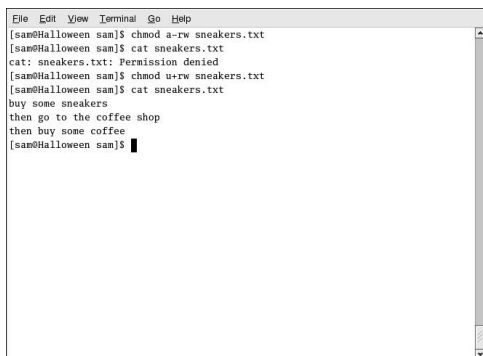 File Edit View Terminal Go Help
[sam@Halloween sam]$ chmod a-rw sneakers.txt
[sam@Halloween sam]$ cat sneakers.txt
cat: sneakers.txt: Permission denied
[sam@Halloween sam]$ chmod u+rw sneakers.txt
[sam@Halloween sam]$ cat sneakers.txt
buy some sneakers
then go to the coffee shop
then buy some coffee
[sam@Halloween sam]$